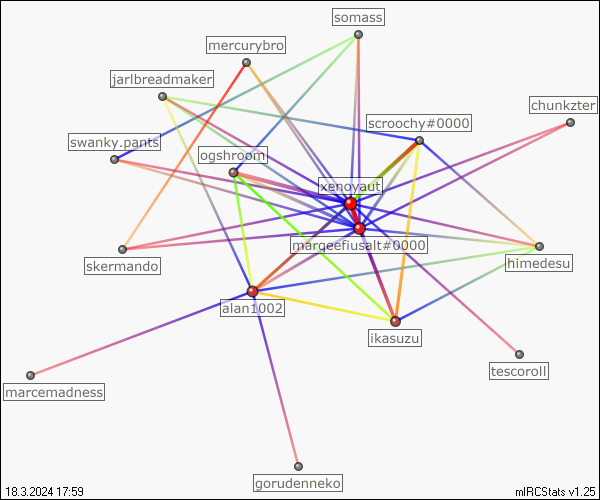 somass
mercurybro
jarlbreadmaker
chunkzter
scroochy#0000
swanky.pants
ogshroom
xenoyaut
marqeefiusalt#0000
himedesu
skermando
alan1002
ikasuzu
tescoroll
marcemadness
gorudenneko
18.3.2024 17:59
mIRCStats v1.25